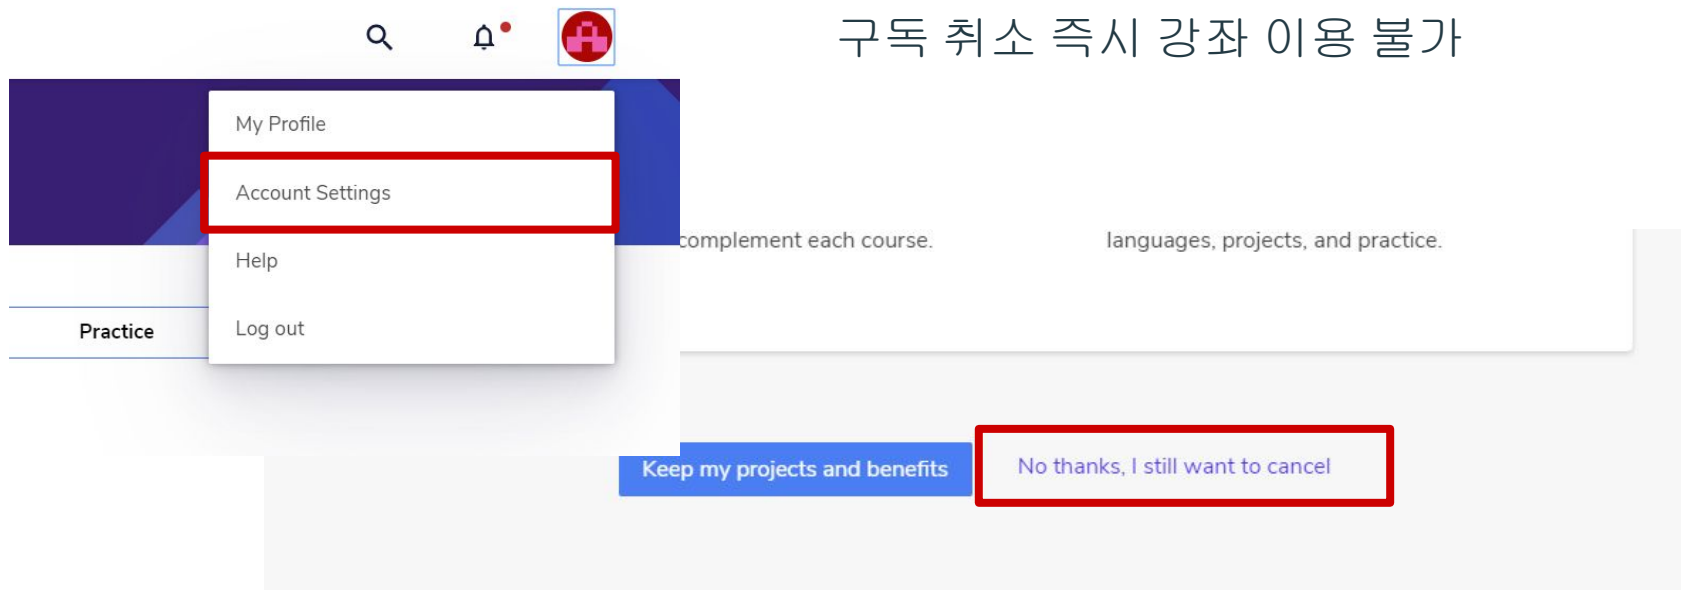 구독 취소 즉시 강좌 이용 불가
My Profile
Account Settings
Help
Log out
Practice
complement each course.
languages, projects, and practice.
Keep my projects and benefits
No thanks, I still want to cancel